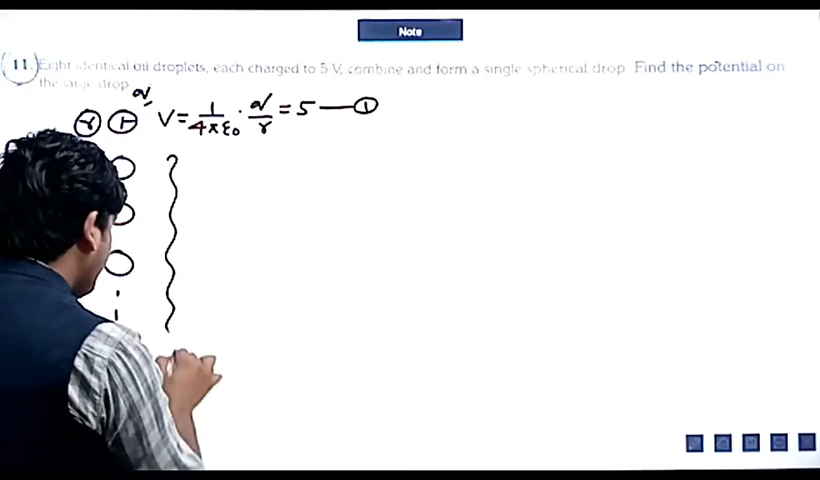 Note
11. Eight identical oil droplets, each charged to 5 V, combine and form a single spherical drop. Find the potential on
the large drop.
q
r r V = 1/4πε₀ · q/r = 5 — 1